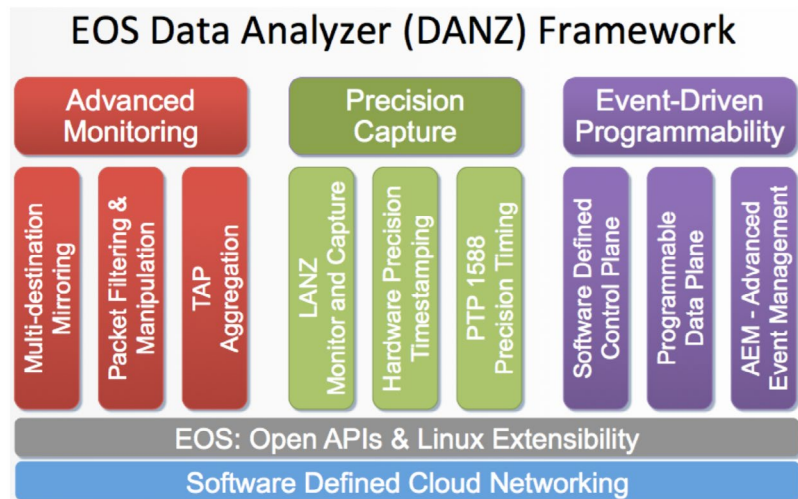 EOS Data Analyzer (DANZ) Framework
Advanced
Monitoring
Precision
Capture
Event-Driven
Programmability
Multi-destination
Mirroring
Packet Filtering &
Manipulation
TAP
Aggregation
LANZ
Monitor and Capture
Hardware Precision
Timestamping
PTP 1588
Precision Timing
Software Defined
Control Plane
Programmable
Data Plane
AEM - Advanced
Event Management
EOS: Open APIs & Linux Extensibility
Software Defined Cloud Networking